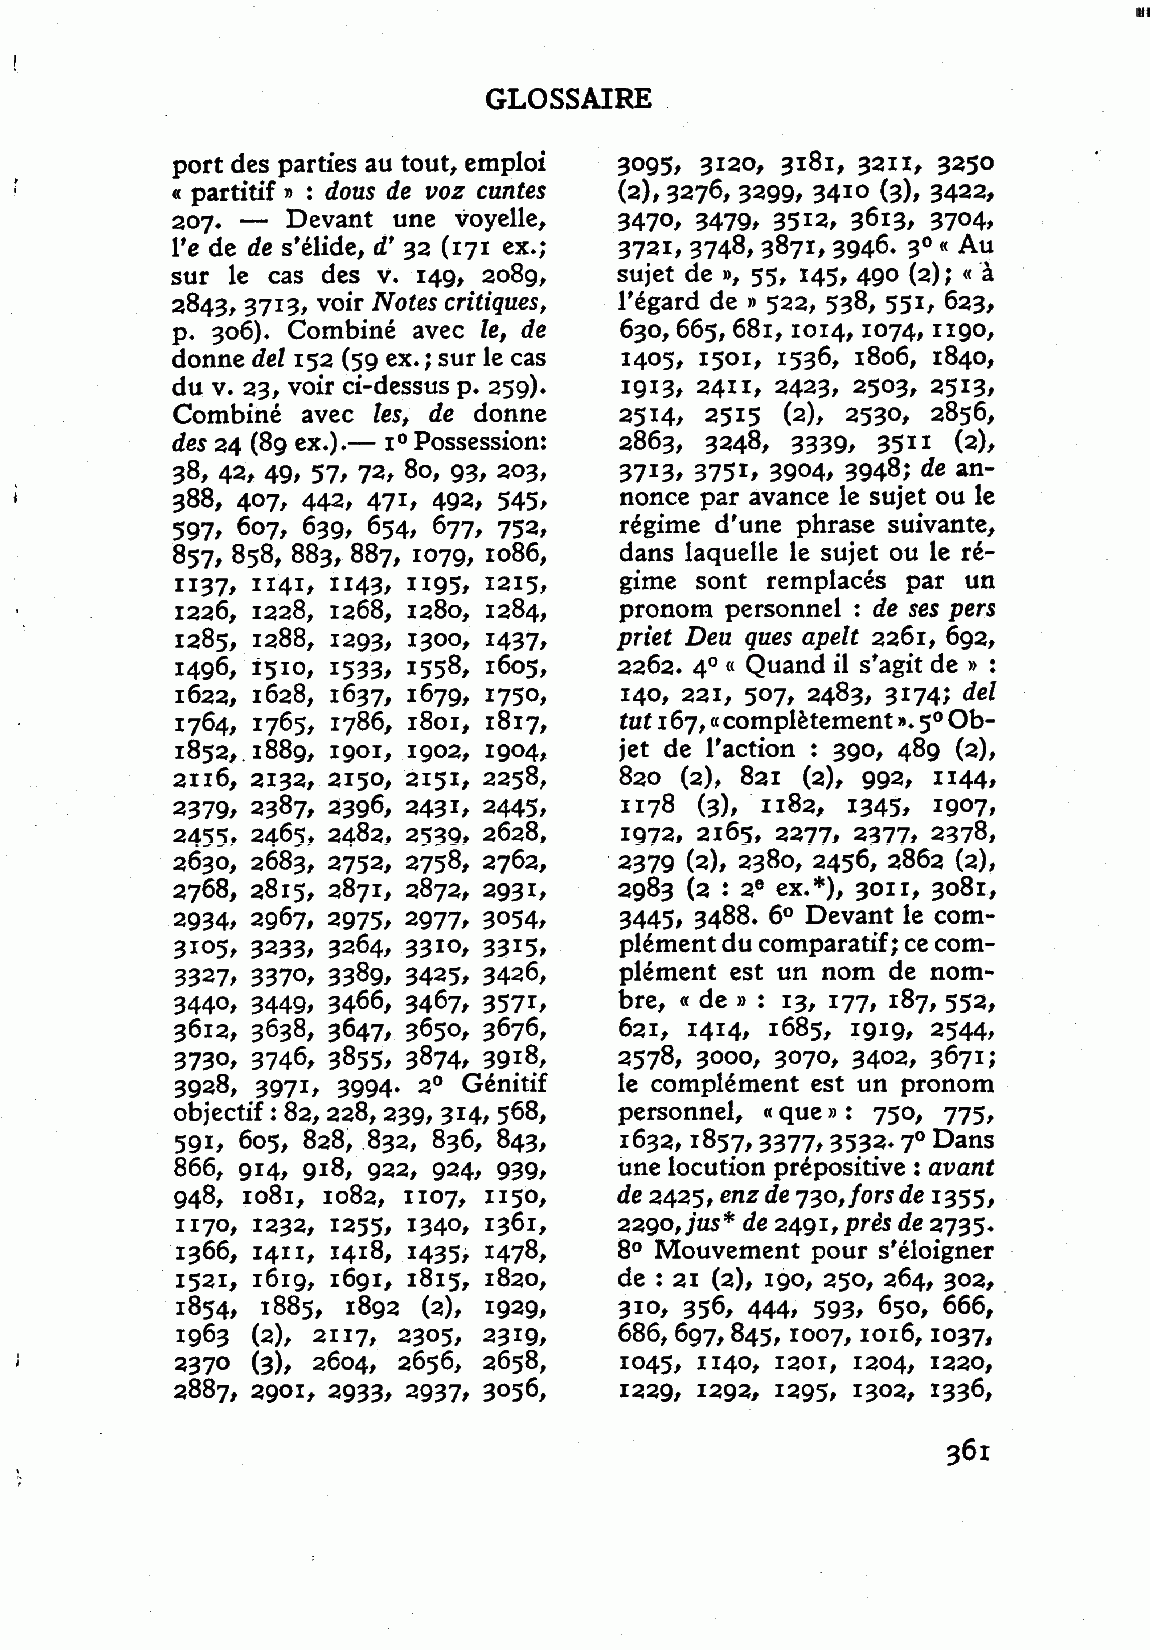 GLOSSAIRE
port des parties au tout, emploi
« partitif » : dous de voz cuntes
207. — Devant une voyelle,
l'e de de s'élide, d' 32 (171 ex.;
sur le cas des v. 149, 2089,
2843, 3713, voir Notes critiques,
p. 306). Combiné avec le, de
donne del 152 (59 ex.; sur le cas
du v. 23, voir ci-dessus p. 259).
Combiné avec les, de donne
des 24 (89 ex.).— 1º Possession:
38, 42, 49, 57, 72, 80, 93, 203,
388, 407, 442, 471, 492, 545,
597, 607, 639, 654, 677, 752,
857, 858, 883, 887, 1079, 1086,
1137, 1141, 1143, 1195, 1215,
1226, 1228, 1268, 1280, 1284,
1285, 1288, 1293, 1300, 1437,
1496, 1510, 1533, 1558, 1605,
1622, 1628, 1637, 1679, 1750,
1764, 1765, 1786, 1801, 1817,
1852, 1889, 1901, 1902, 1904,
2116, 2132, 2150, 2151, 2258,
2379, 2387, 2396, 2431, 2445,
2455, 2465, 2482, 2539, 2628,
2630, 2683, 2752, 2758, 2762,
2768, 2815, 2871, 2872, 2931,
2934, 2967, 2975, 2977, 3054,
3105, 3233, 3264, 3310, 3315,
3327, 3370, 3389, 3425, 3426,
3440, 3449, 3466, 3467, 3571,
3612, 3638, 3647, 3650, 3676,
3730, 3746, 3855, 3874, 3918,
3928, 3971, 3994. 2º Génitif
objectif : 82, 228, 239, 314, 568,
591, 605, 828, 832, 836, 843,
866, 914, 918, 922, 924, 939,
948, 1081, 1082, 1107, 1150,
1170, 1232, 1255, 1340, 1361,
1366, 1411, 1418, 1435, 1478,
1521, 1619, 1691, 1815, 1820,
1854, 1885, 1892 (2), 1929,
1963 (2), 2117, 2305, 2319,
2370 (3), 2604, 2656, 2658,
2887, 2901, 2933, 2937, 3056,
3095, 3120, 3181, 3211, 3250
(2), 3276, 3299, 3410 (3), 3422,
3470, 3479, 3512, 3613, 3704,
3721, 3748, 3871, 3946. 3º « Au
sujet de », 55, 145, 490 (2); « à
l'égard de » 522, 538, 551, 623,
630, 665, 681, 1014, 1074, 1190,
1405, 1501, 1536, 1806, 1840,
1913, 2411, 2423, 2503, 2513,
2514, 2515 (2), 2530, 2856,
2863, 3248, 3339, 3511 (2),
3713, 3751, 3904, 3948; de an-
nonce par avance le sujet ou le
régime d'une phrase suivante,
dans laquelle le sujet ou le ré-
gime sont remplacés par un
pronom personnel : de ses pers
priet Deu ques apelt 2261, 692,
2262. 4º « Quand il s'agit de » :
140, 221, 507, 2483, 3174; del
tut 167, «complètement». 5º Ob-
jet de l'action : 390, 489 (2),
820 (2), 821 (2), 992, 1144,
1178 (3), 1182, 1345, 1907,
1972, 2165, 2277, 2377, 2378,
2379 (2), 2380, 2456, 2862 (2),
2983 (2 : 2e ex.*), 3011, 3081,
3445, 3488. 6º Devant le com-
plément du comparatif; ce com-
plément est un nom de nom-
bre, « de » : 13, 177, 187, 552,
621, 1414, 1685, 1919, 2544,
2578, 3000, 3070, 3402, 3671;
le complément est un pronom
personnel, « que » : 750, 775,
1632, 1857, 3377, 3532. 7º Dans
une locution prépositive : avant
de 2425, enz de 730, fors de 1355,
2290, jus* de 2491, près de 2735.
8º Mouvement pour s'éloigner
de : 21 (2), 190, 250, 264, 302,
310, 356, 444, 593, 650, 666,
686, 697, 845, 1007, 1016, 1037,
1045, 1140, 1201, 1204, 1220,
1229, 1292, 1295, 1302, 1336,
361